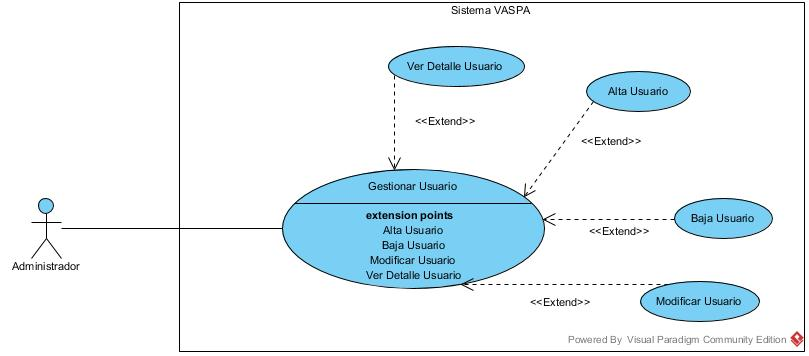 Sistema VASPA
Ver Detalle Usuario
Alta Usuario
<<Extend>>
<<Extend>>
Gestionar Usuario
extension points
Alta Usuario
Baja Usuario
Modificar Usuario
Ver Detalle Usuario
Baja Usuario
<<Extend>>
Administrador
<<Extend>>
Modificar Usuario
Powered By Visual Paradigm Community Edition